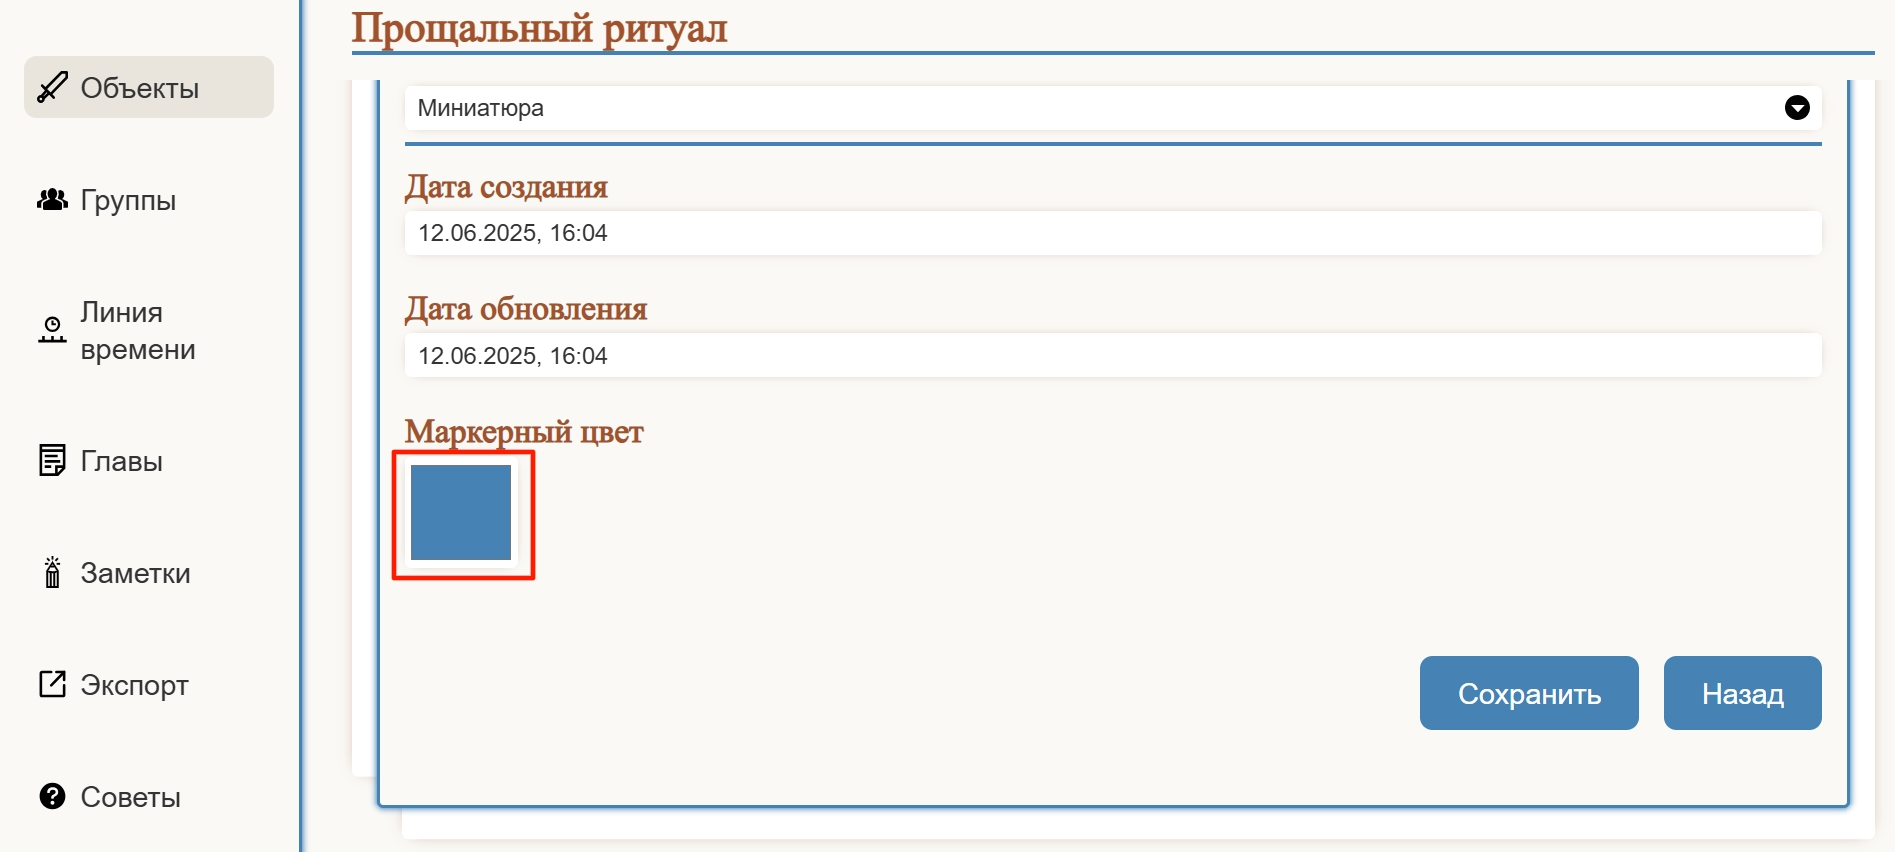 Прощальный ритуал
Объекты
Группы
Линия
времени
Главы
Заметки
Экспорт
Советы
Миниатюра
Дата создания
12.06.2025, 16:04
Дата обновления
12.06.2025, 16:04
Маркерный цвет
Сохранить
Назад